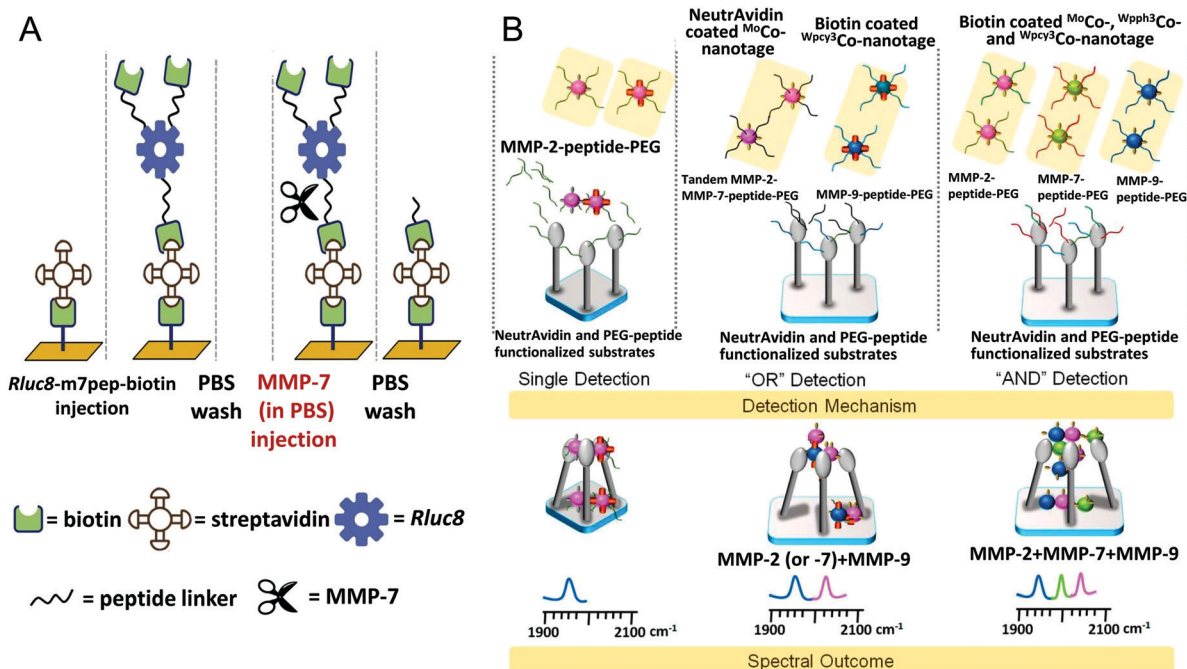 A
Rluc8-m7pep-biotin
injection
PBS
wash
MMP-7
(in PBS)
injection
PBS
wash
= biotin
= streptavidin
= Rluc8
= peptide linker
= MMP-7
B
MMP-2-peptide-PEG
NeutrAvidin and PEG-peptide
functionalized substrates
Single Detection
NeutrAvidin
coated MoCo-
nanotage
Biotin coated
Wpcy3Co-nanotage
Tandem MMP-2-
MMP-7-peptide-PEG
MMP-9-peptide-PEG
NeutrAvidin and PEG-peptide
functionalized substrates
“OR” Detection
Biotin coated MoCo-, Wpph3Co-
and Wpcy3Co-nanotage
MMP-2-
peptide-PEG
MMP-7-
peptide-PEG
MMP-9-
peptide-PEG
NeutrAvidin and PEG-peptide
functionalized substrates
“AND” Detection
Detection Mechanism
MMP-2 (or -7)+MMP-9
MMP-2+MMP-7+MMP-9
1900 2100 cm-1
1900 2100 cm-1
1900 2100 cm-1
Spectral Outcome